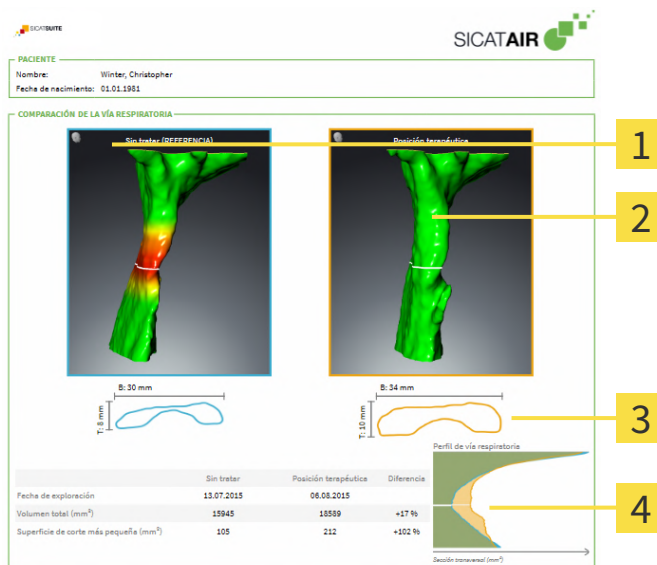 SICATSUITE
SICATAIR
PACIENTE
Nombre: Winter, Christopher
Fecha de nacimiento: 01.01.1981
COMPARACIÓN DE LA VÍA RESPIRATORIA
Sin tratar (REFERENCIA) Posición terapéutica 1
2
B: 30 mm B: 34 mm
T: 8 mm T: 10 mm 3
Perfil de vía respiratoria
Sin tratar Posición terapéutica Diferencia
Fecha de exploración 13.07.2015 06.08.2015
Volumen total (mm³) 15945 18589 +17 %
Superficie de corte más pequeña (mm²) 105 212 +102 %
4
Sección transversal (mm²)